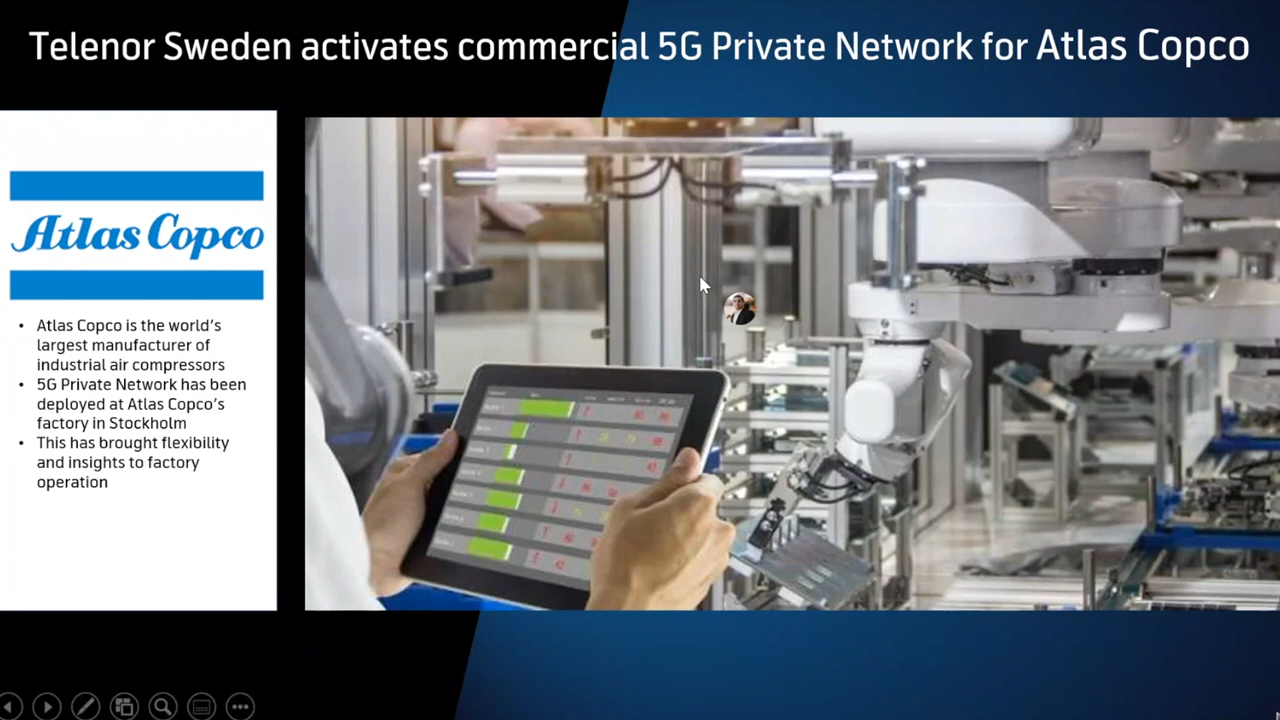 Telenor Sweden activates commercial 5G Private Network for Atlas Copco
Atlas Copco
• Atlas Copco is the world's
largest manufacturer of
industrial air compressors
• 5G Private Network has been
deployed at Atlas Copco's
factory in Stockholm
• This has brought flexibility
and insights to factory
operation